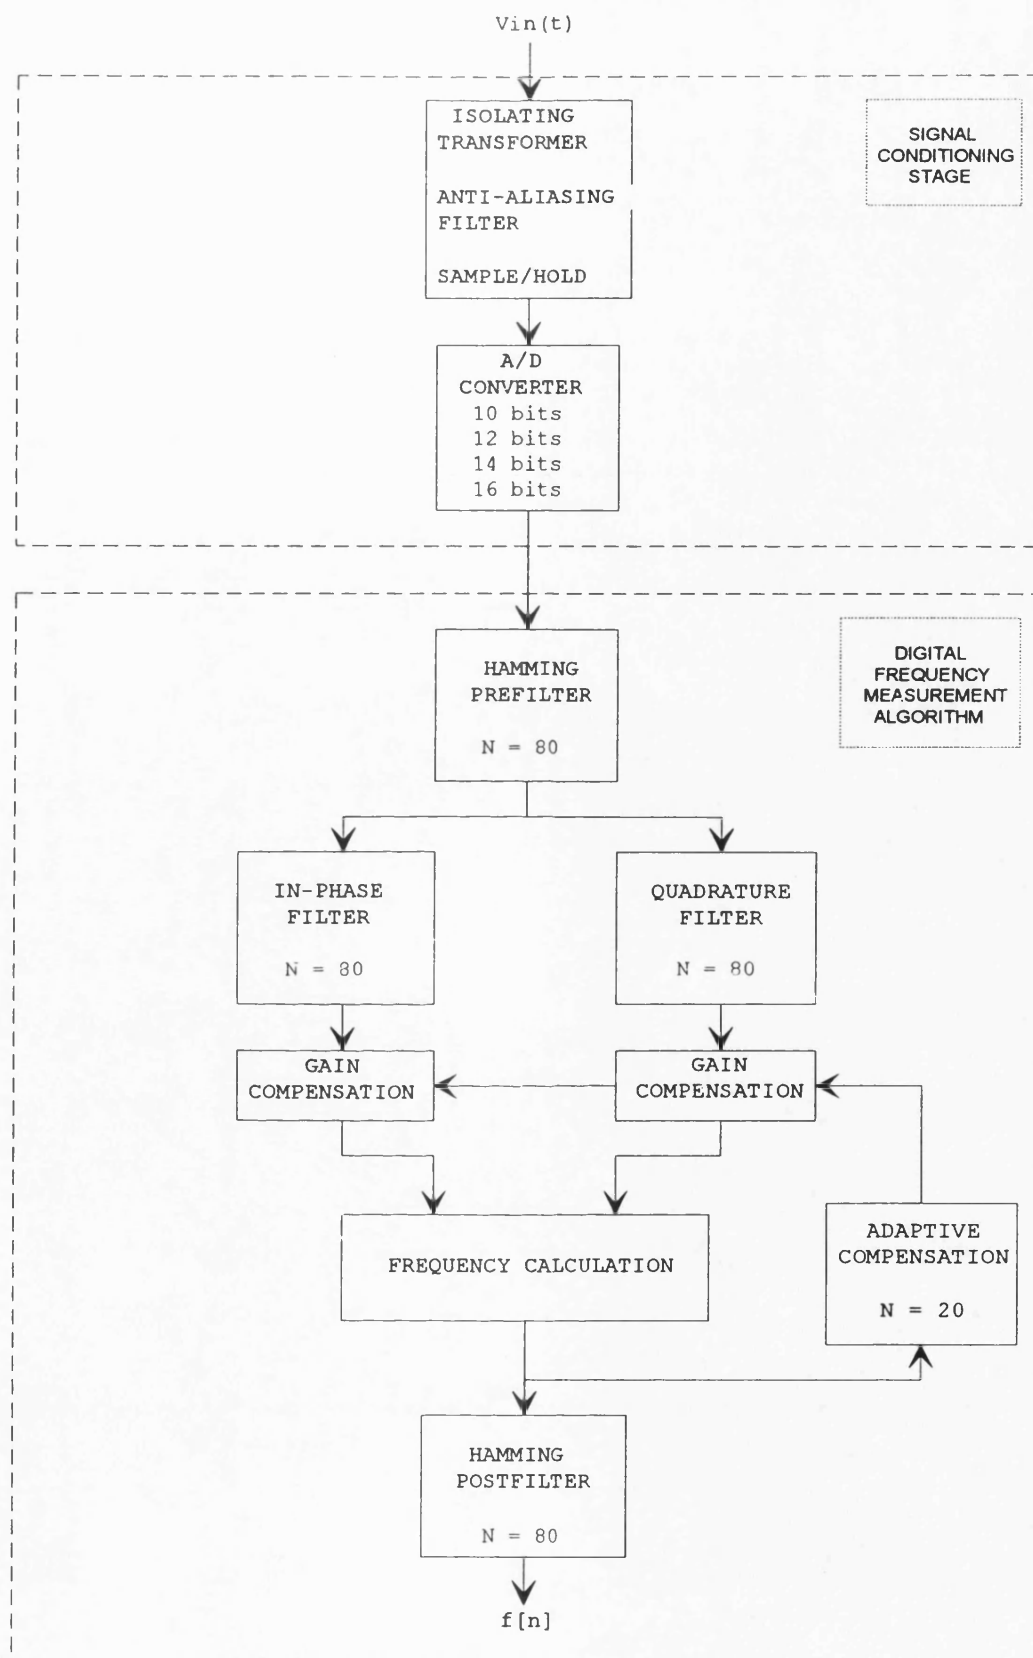 Vin(t)
ISOLATING
TRANSFORMER
ANTI-ALIASING
FILTER
SAMPLE/HOLD
SIGNAL
CONDITIONING
STAGE
A/D
CONVERTER
10 bits
12 bits
14 bits
16 bits
HAMMING
PREFILTER
N = 80
DIGITAL
FREQUENCY
MEASUREMENT
ALGORITHM
IN-PHASE
FILTER
N = 80
QUADRATURE
FILTER
N = 80
GAIN
COMPENSATION
GAIN
COMPENSATION
FREQUENCY CALCULATION
ADAPTIVE
COMPENSATION
N = 20
HAMMING
POSTFILTER
N = 80
f[n]